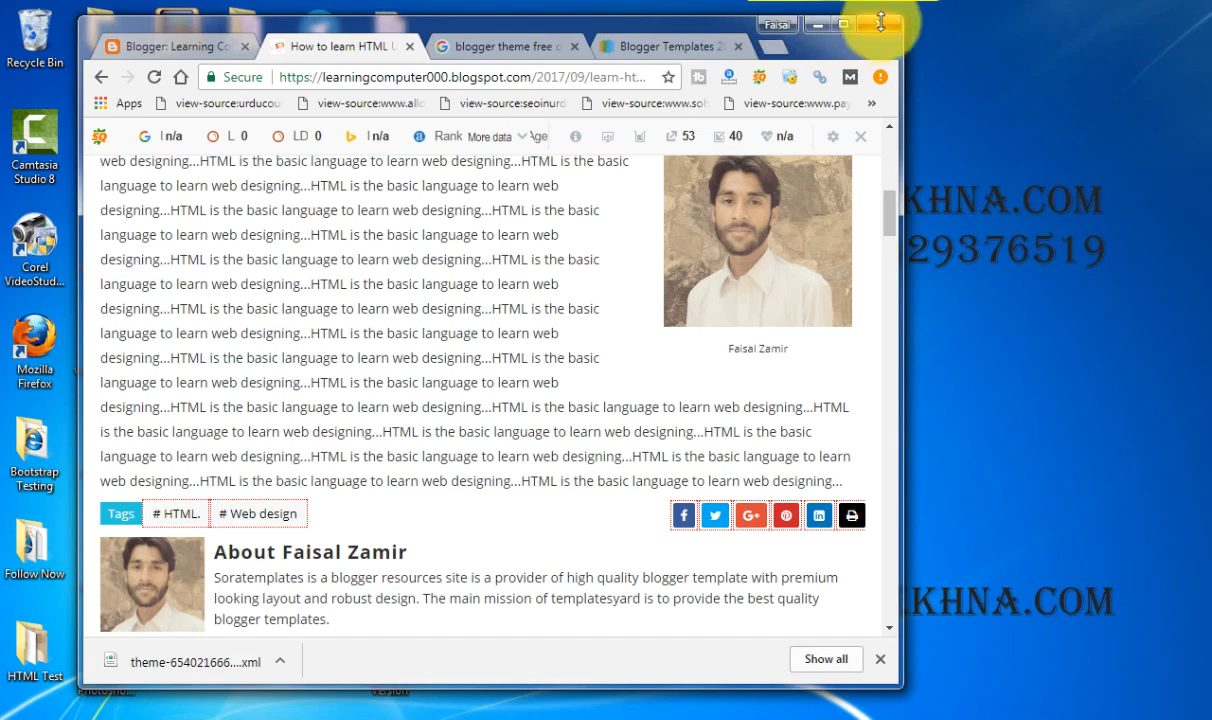 Recycle Bin
Camtasia
Studio 8
Corel
VideoStud...
Mozilla
Firefox
Bootstrap
Testing
Follow Now
HTML Test
Faisal
Blogger: Learning Co
How to learn HTML U
blogger theme free d
Blogger Templates 2
Secure https://learningcomputer000.blogspot.com/2017/09/learn-ht...
Apps view-source:urducour view-source:www.allo view-source:seoinurd view-source:www.soh view-source:www.pay »
SQ G I n/a L 0 LD 0 I n/a Rank More data Age 53 40 n/a
web designing...HTML is the basic language to learn web designing...HTML is the basic
language to learn web designing...HTML is the basic language to learn web
designing...HTML is the basic language to learn web designing...HTML is the basic
language to learn web designing...HTML is the basic language to learn web
designing...HTML is the basic language to learn web designing...HTML is the basic
language to learn web designing...HTML is the basic language to learn web
designing...HTML is the basic language to learn web designing...HTML is the basic
language to learn web designing...HTML is the basic language to learn web
designing...HTML is the basic language to learn web designing...HTML is the basic
language to learn web designing...HTML is the basic language to learn web
designing...HTML is the basic language to learn web designing...HTML is the basic language to learn web designing...HTML
is the basic language to learn web designing...HTML is the basic language to learn web designing...HTML is the basic
language to learn web designing...HTML is the basic language to learn web designing...HTML is the basic language to learn
web designing...HTML is the basic language to learn web designing...HTML is the basic language to learn web designing...
Faisal Zamir
Tags # HTML. # Web design
About Faisal Zamir
Soratemplates is a blogger resources site is a provider of high quality blogger template with premium
looking layout and robust design. The main mission of templatesyard is to provide the best quality
blogger templates.
theme-654021666....xml
Show all
KHNA.COM
29376519
EKHNA.COM